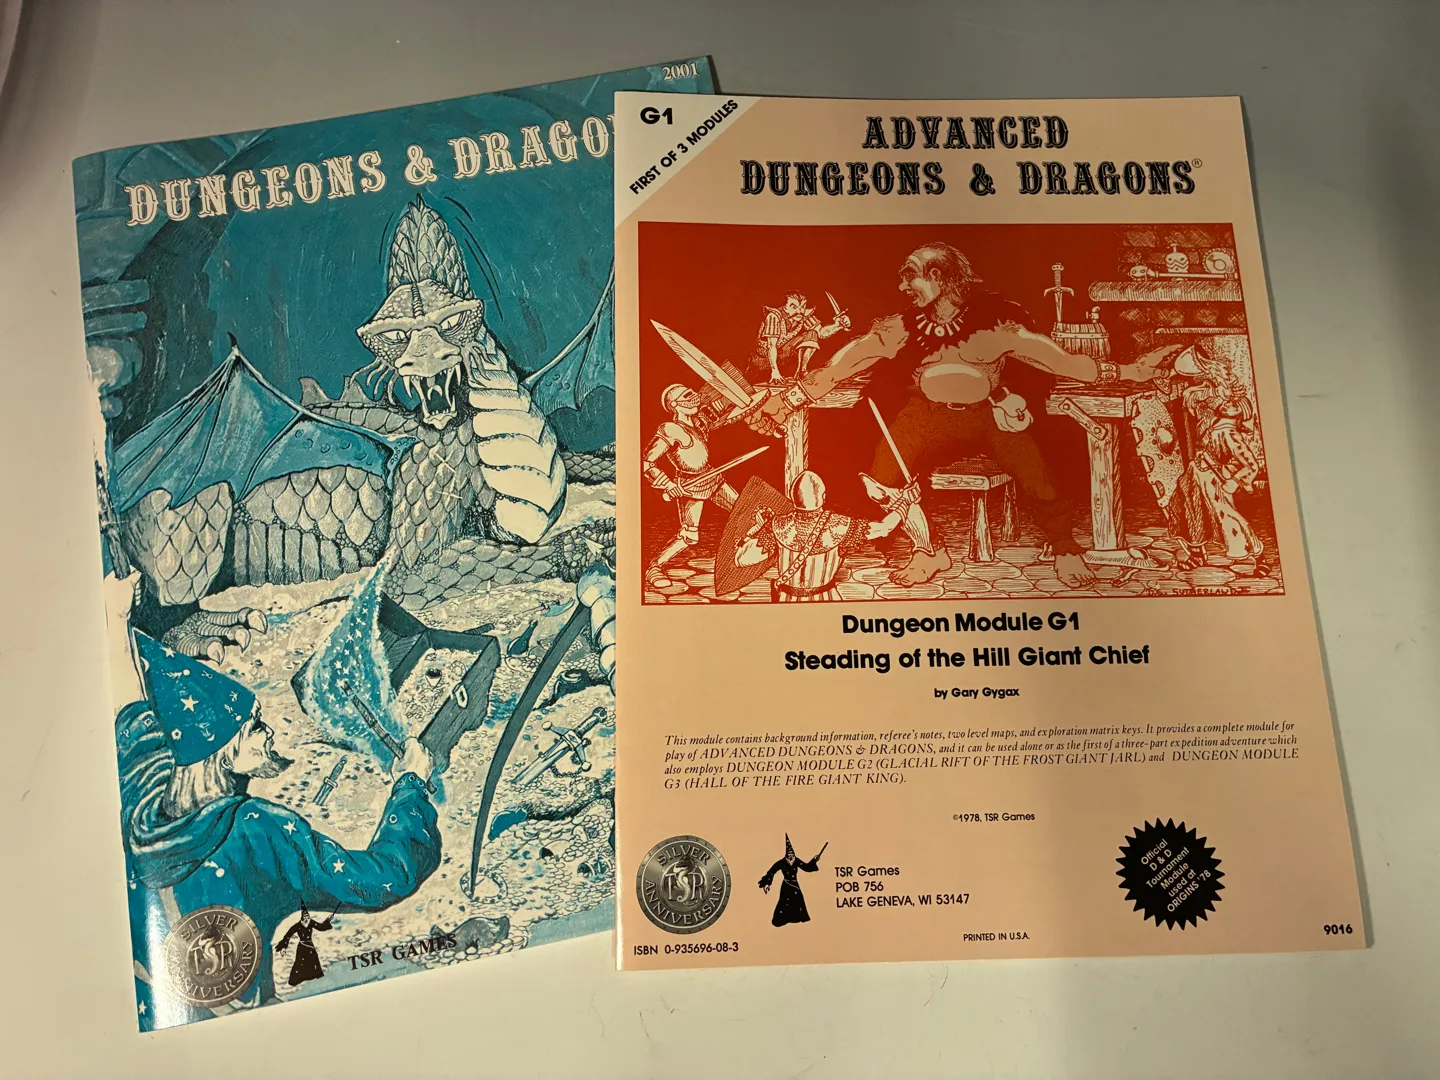 2001
DUNGEONS & DRAGO
SILVER
TSR
ANNIVERSARY
TSR GAMES
G1
FIRST OF 3 MODULES
ADVANCED
DUNGEONS & DRAGONS®
D.C. SUTHERLAND III
Dungeon Module G1
Steading of the Hill Giant Chief
by Gary Gygax
This module contains background information, referee's notes, two level maps, and exploration matrix keys. It provides a complete module for
play of ADVANCED DUNGEONS & DRAGONS, and it can be used alone or as the first of a three-part expedition adventure which
also employs DUNGEON MODULE G2 (GLACIAL RIFT OF THE FROST GIANT JARL) and DUNGEON MODULE
G3 (HALL OF THE FIRE GIANT KING).
©1978, TSR Games
SILVER
TSR
ANNIVERSARY
TSR Games
POB 756
LAKE GENEVA, WI 53147
Official
D & D
Tournament
Module
used at
ORIGINS '78
ISBN 0-935696-08-3
PRINTED IN U.S.A.
9016